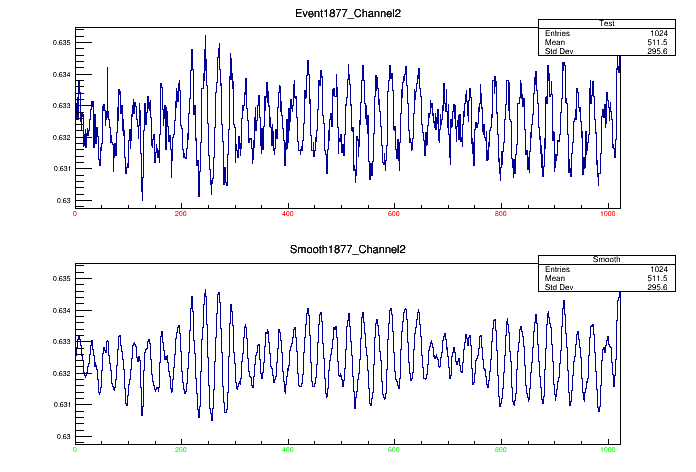 Event1877_Channel2
Test
Entries 1024
Mean 511.5
Std Dev 295.6
0.635
0.634
0.633
0.632
0.631
0.63
0 200 400 600 800 1000
Smooth1877_Channel2
Smooth
Entries 1024
Mean 511.5
Std Dev 295.6
0.635
0.634
0.633
0.632
0.631
0.63
0 200 400 600 800 1000